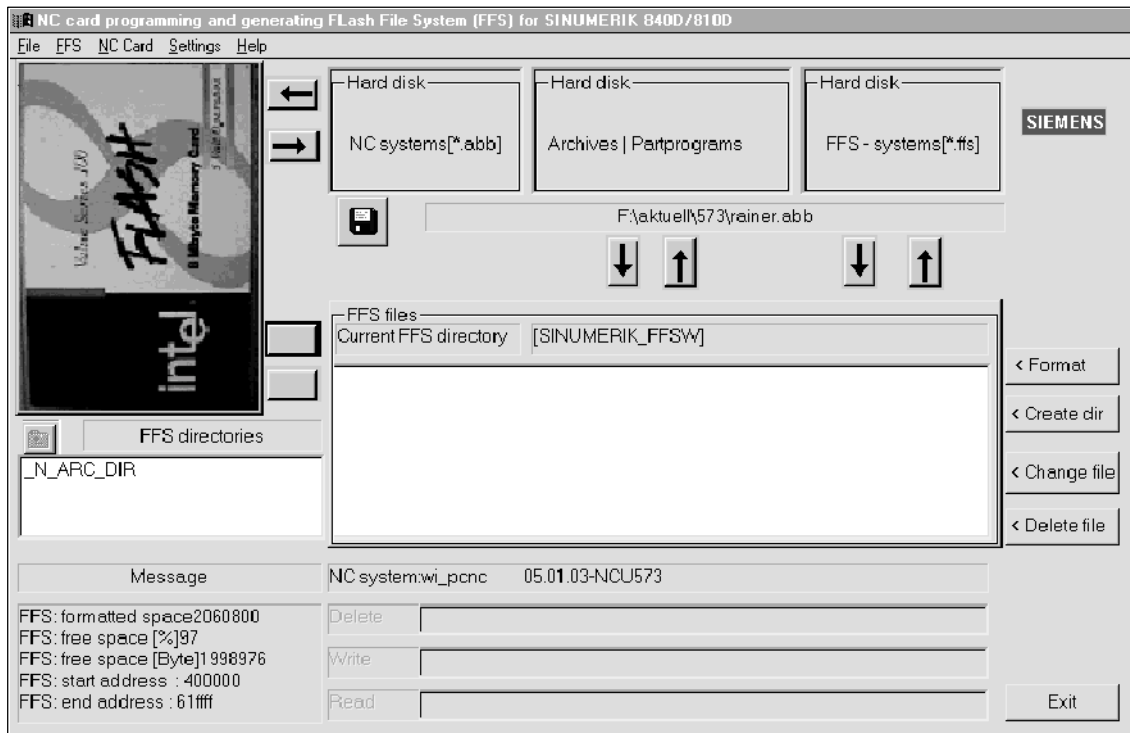 NC card programming and generating FLash File System (FFS) for SINUMERIK 840D/810D
File FFS NC Card Settings Help
Hard disk
NC systems[*.abb]
Hard disk
Archives | Partprograms
Hard disk
FFS - systems[*.ffs]
SIEMENS
FLASH
8 Mbyte Memory Card
intel
F:\aktuell\573\rainer.abb
FFS files
Current FFS directory [SINUMERIK_FFSW]
< Format
< Create dir
< Change file
< Delete file
FFS directories
_N_ARC_DIR
Message
NC system:wi_pcnc 05.01.03-NCU573
FFS: formatted space2060800
FFS: free space [%]97
FFS: free space [Byte]1998976
FFS: start address : 400000
FFS: end address : 61ffff
Delete
Write
Read
Exit